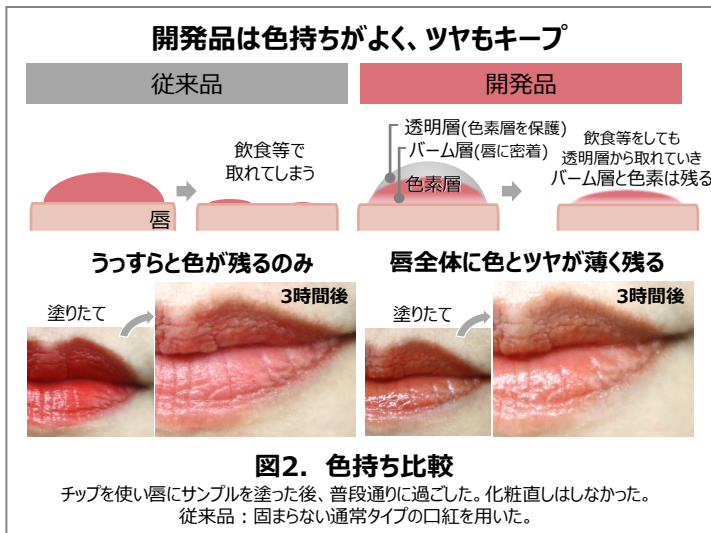 開発品は色持ちがよく、ツヤもキープ
従来品
開発品
飲食等で
取れてしまう
唇
透明層(色素層を保護)
バーム層(唇に密着)
色素層
飲食等をしても
透明層から取れていき
バーム層と色素は残る
うっすらと色が残るのみ
塗りたて
3時間後
唇全体に色とツヤが薄く残る
塗りたて
3時間後
図2. 色持ち比較
チップを使い唇にサンプルを塗った後、普段通りに過ごした。化粧直しはしなかった。
従来品：固まらない通常タイプの口紅を用いた。